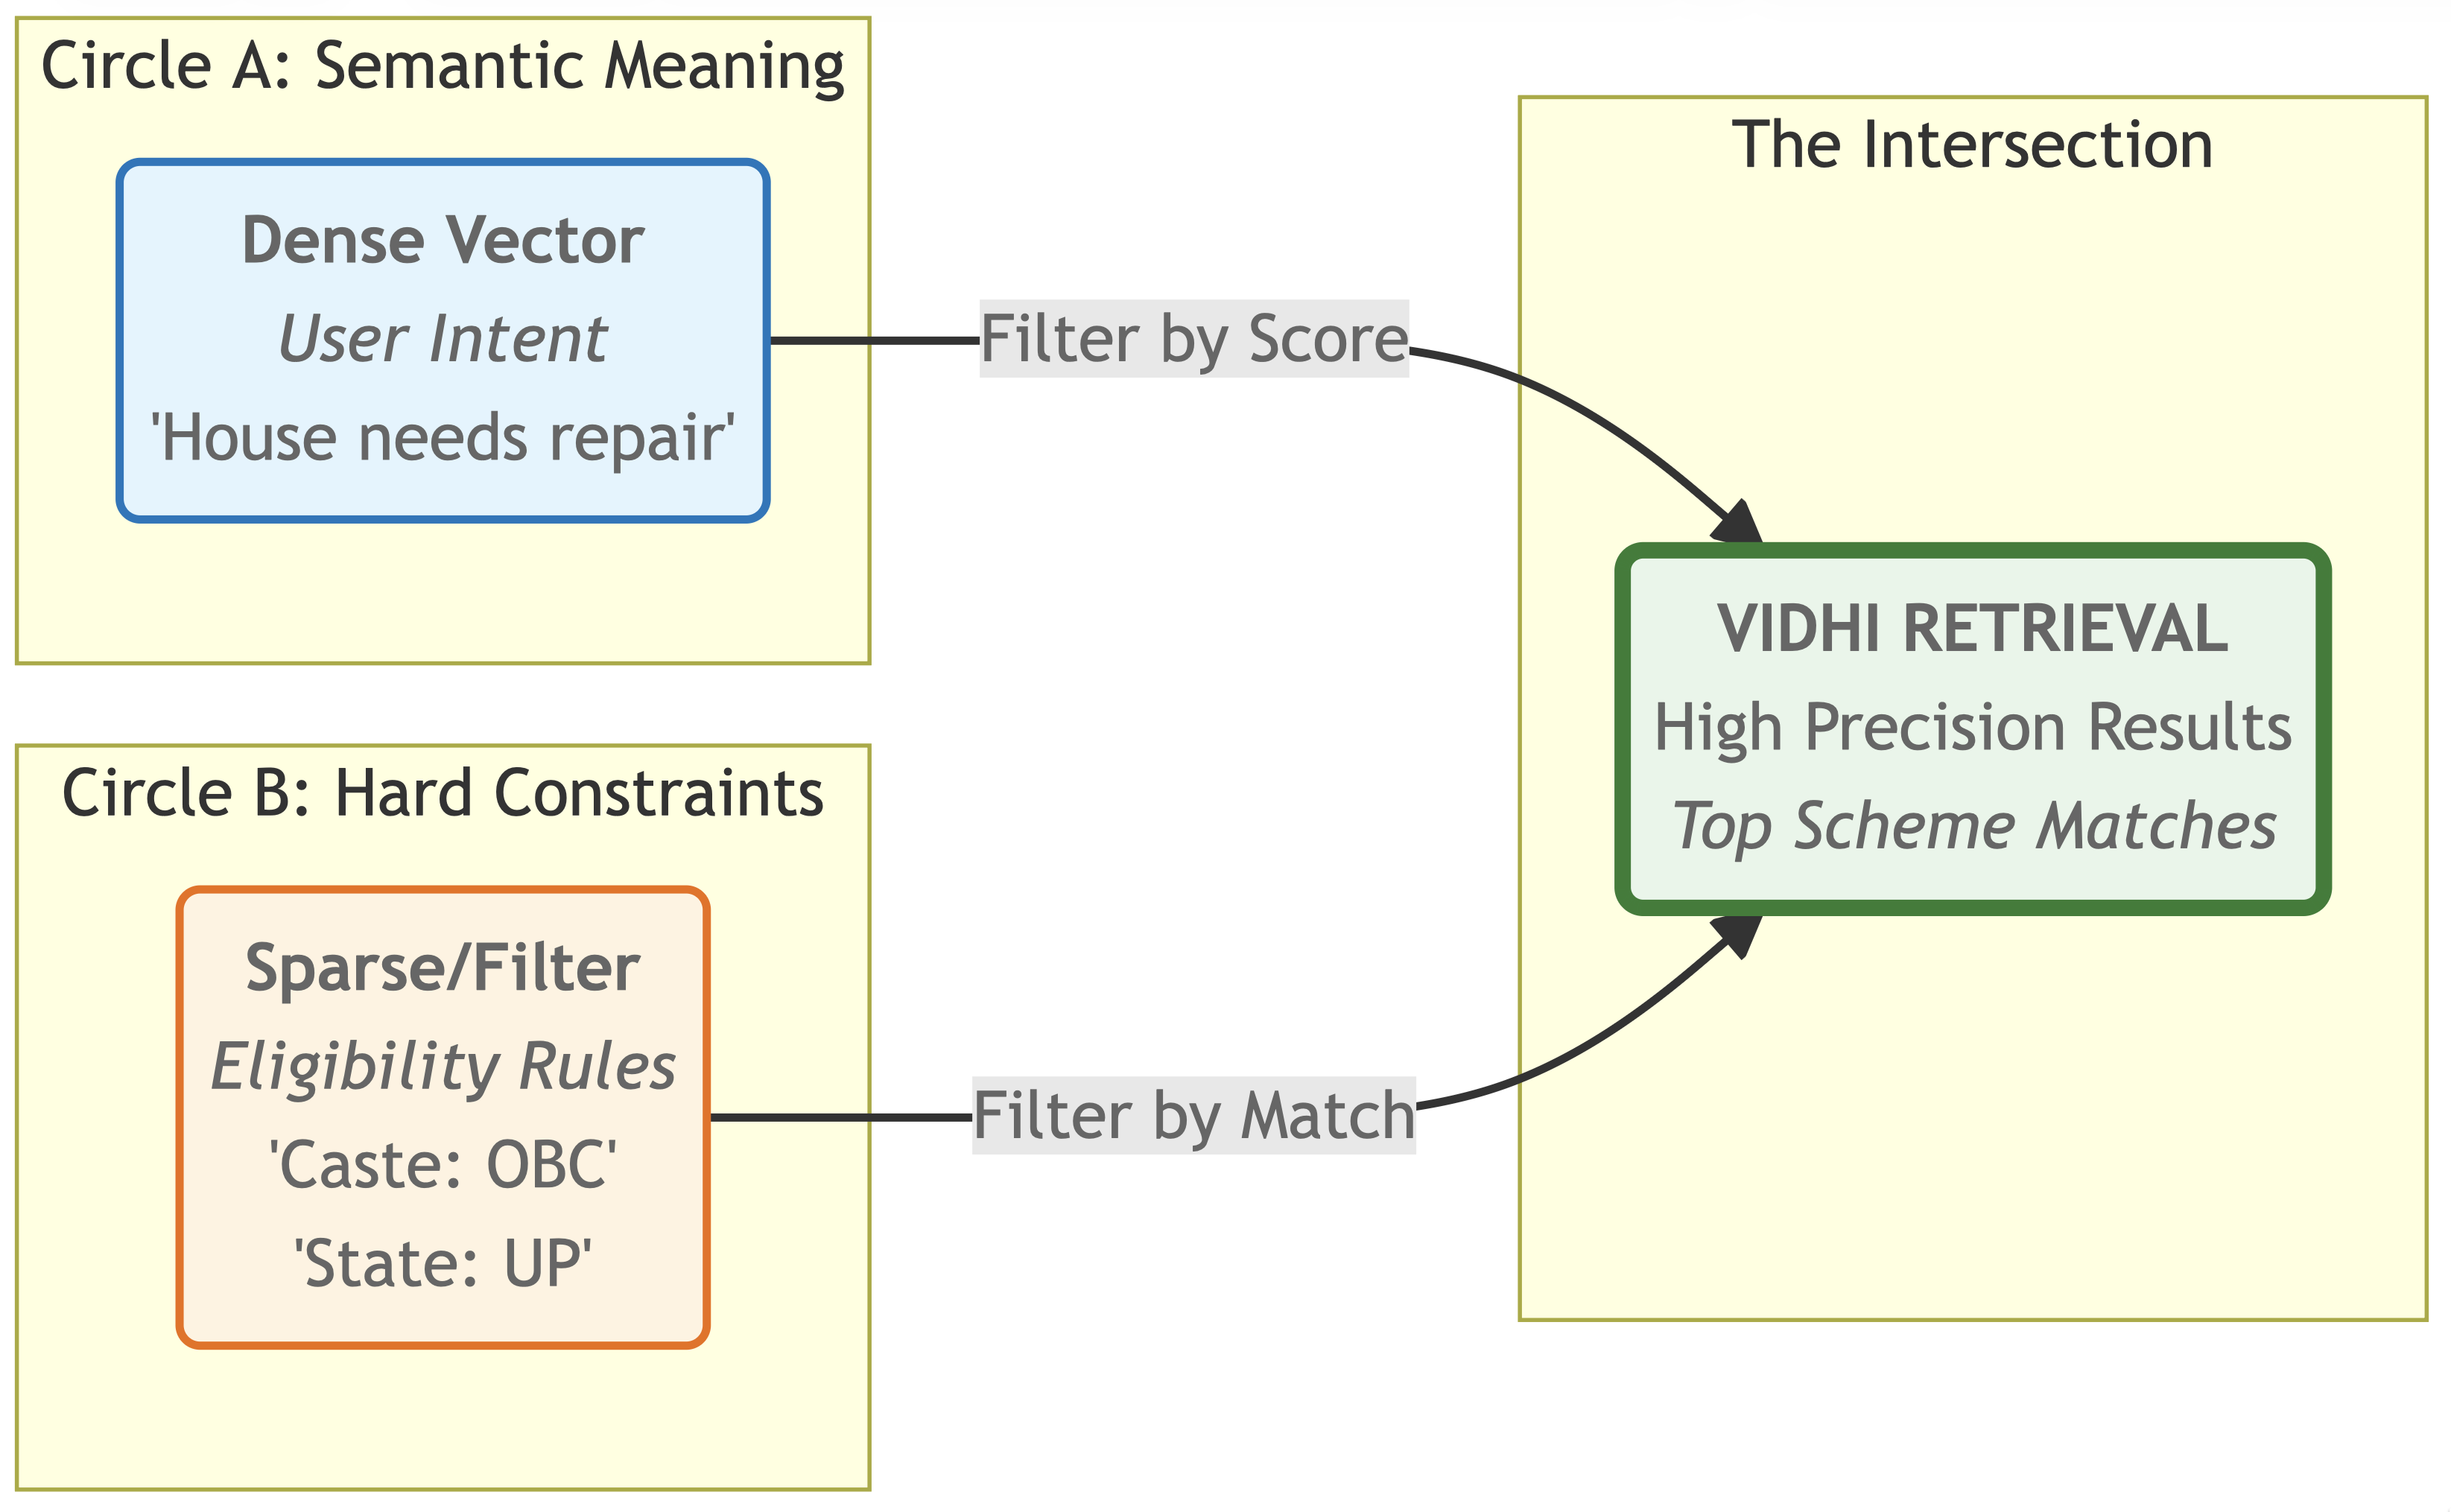 Circle A: Semantic Meaning
Dense Vector
User Intent
'House needs repair'
Filter by Score
Circle B: Hard Constraints
Sparse/Filter
Eligibility Rules
'Caste: OBC'
'State: UP'
Filter by Match
The Intersection
VIDHI RETRIEVAL
High Precision Results
Top Scheme Matches